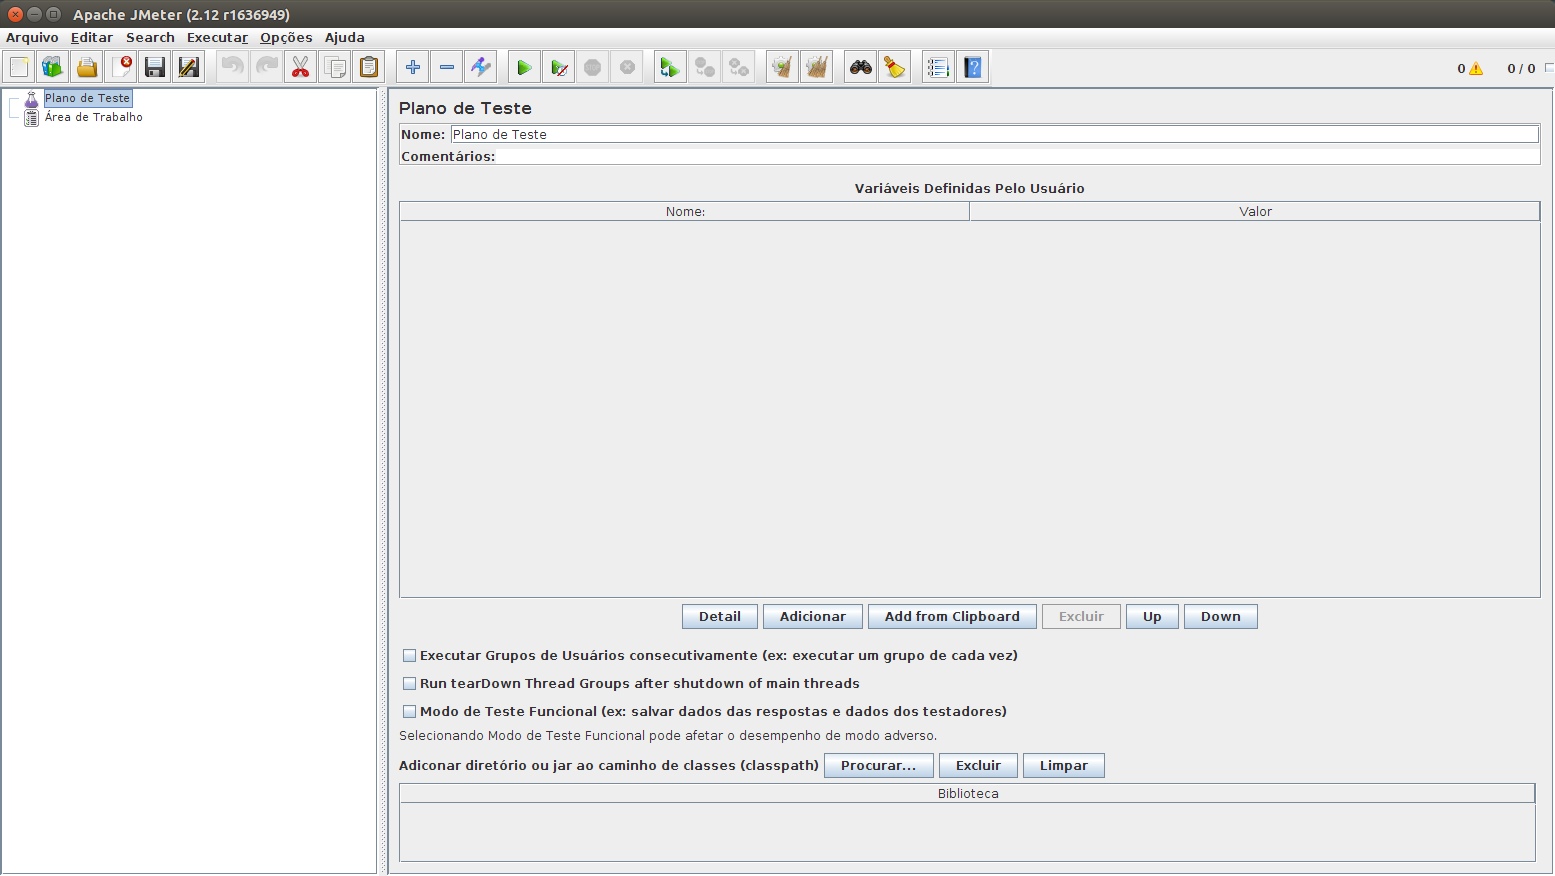 Apache JMeter (2.12 r1636949)
Arquivo Editar Search Executar Opções Ajuda
0 0 / 0
Plano de Teste
Área de Trabalho
Plano de Teste
Nome: Plano de Teste
Comentários:
Variáveis Definidas Pelo Usuário
Nome: Valor
Detail Adicionar Add from Clipboard Excluir Up Down
Executar Grupos de Usuários consecutivamente (ex: executar um grupo de cada vez)
Run tearDown Thread Groups after shutdown of main threads
Modo de Teste Funcional (ex: salvar dados das respostas e dados dos testadores)
Selecionando Modo de Teste Funcional pode afetar o desempenho de modo adverso.
Adiconar diretório ou jar ao caminho de classes (classpath) Procurar... Excluir Limpar
Biblioteca